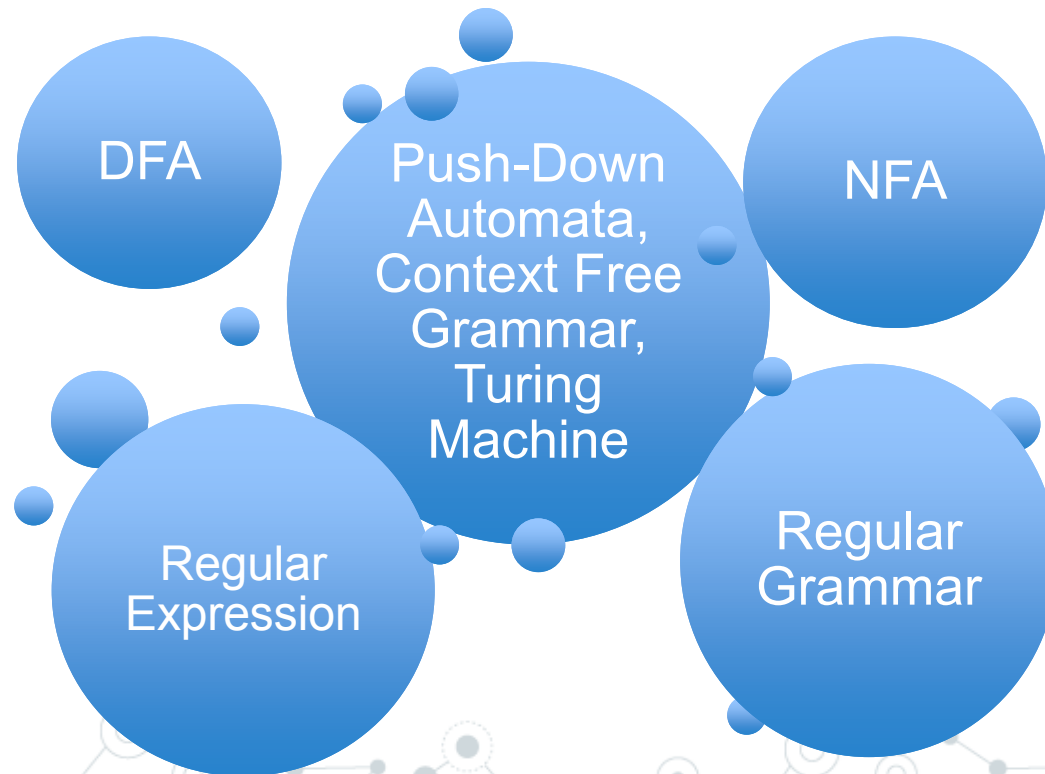 DFA
Push-Down
Automata,
Context Free
Grammar,
Turing
Machine
NFA
Regular
Expression
Regular
Grammar